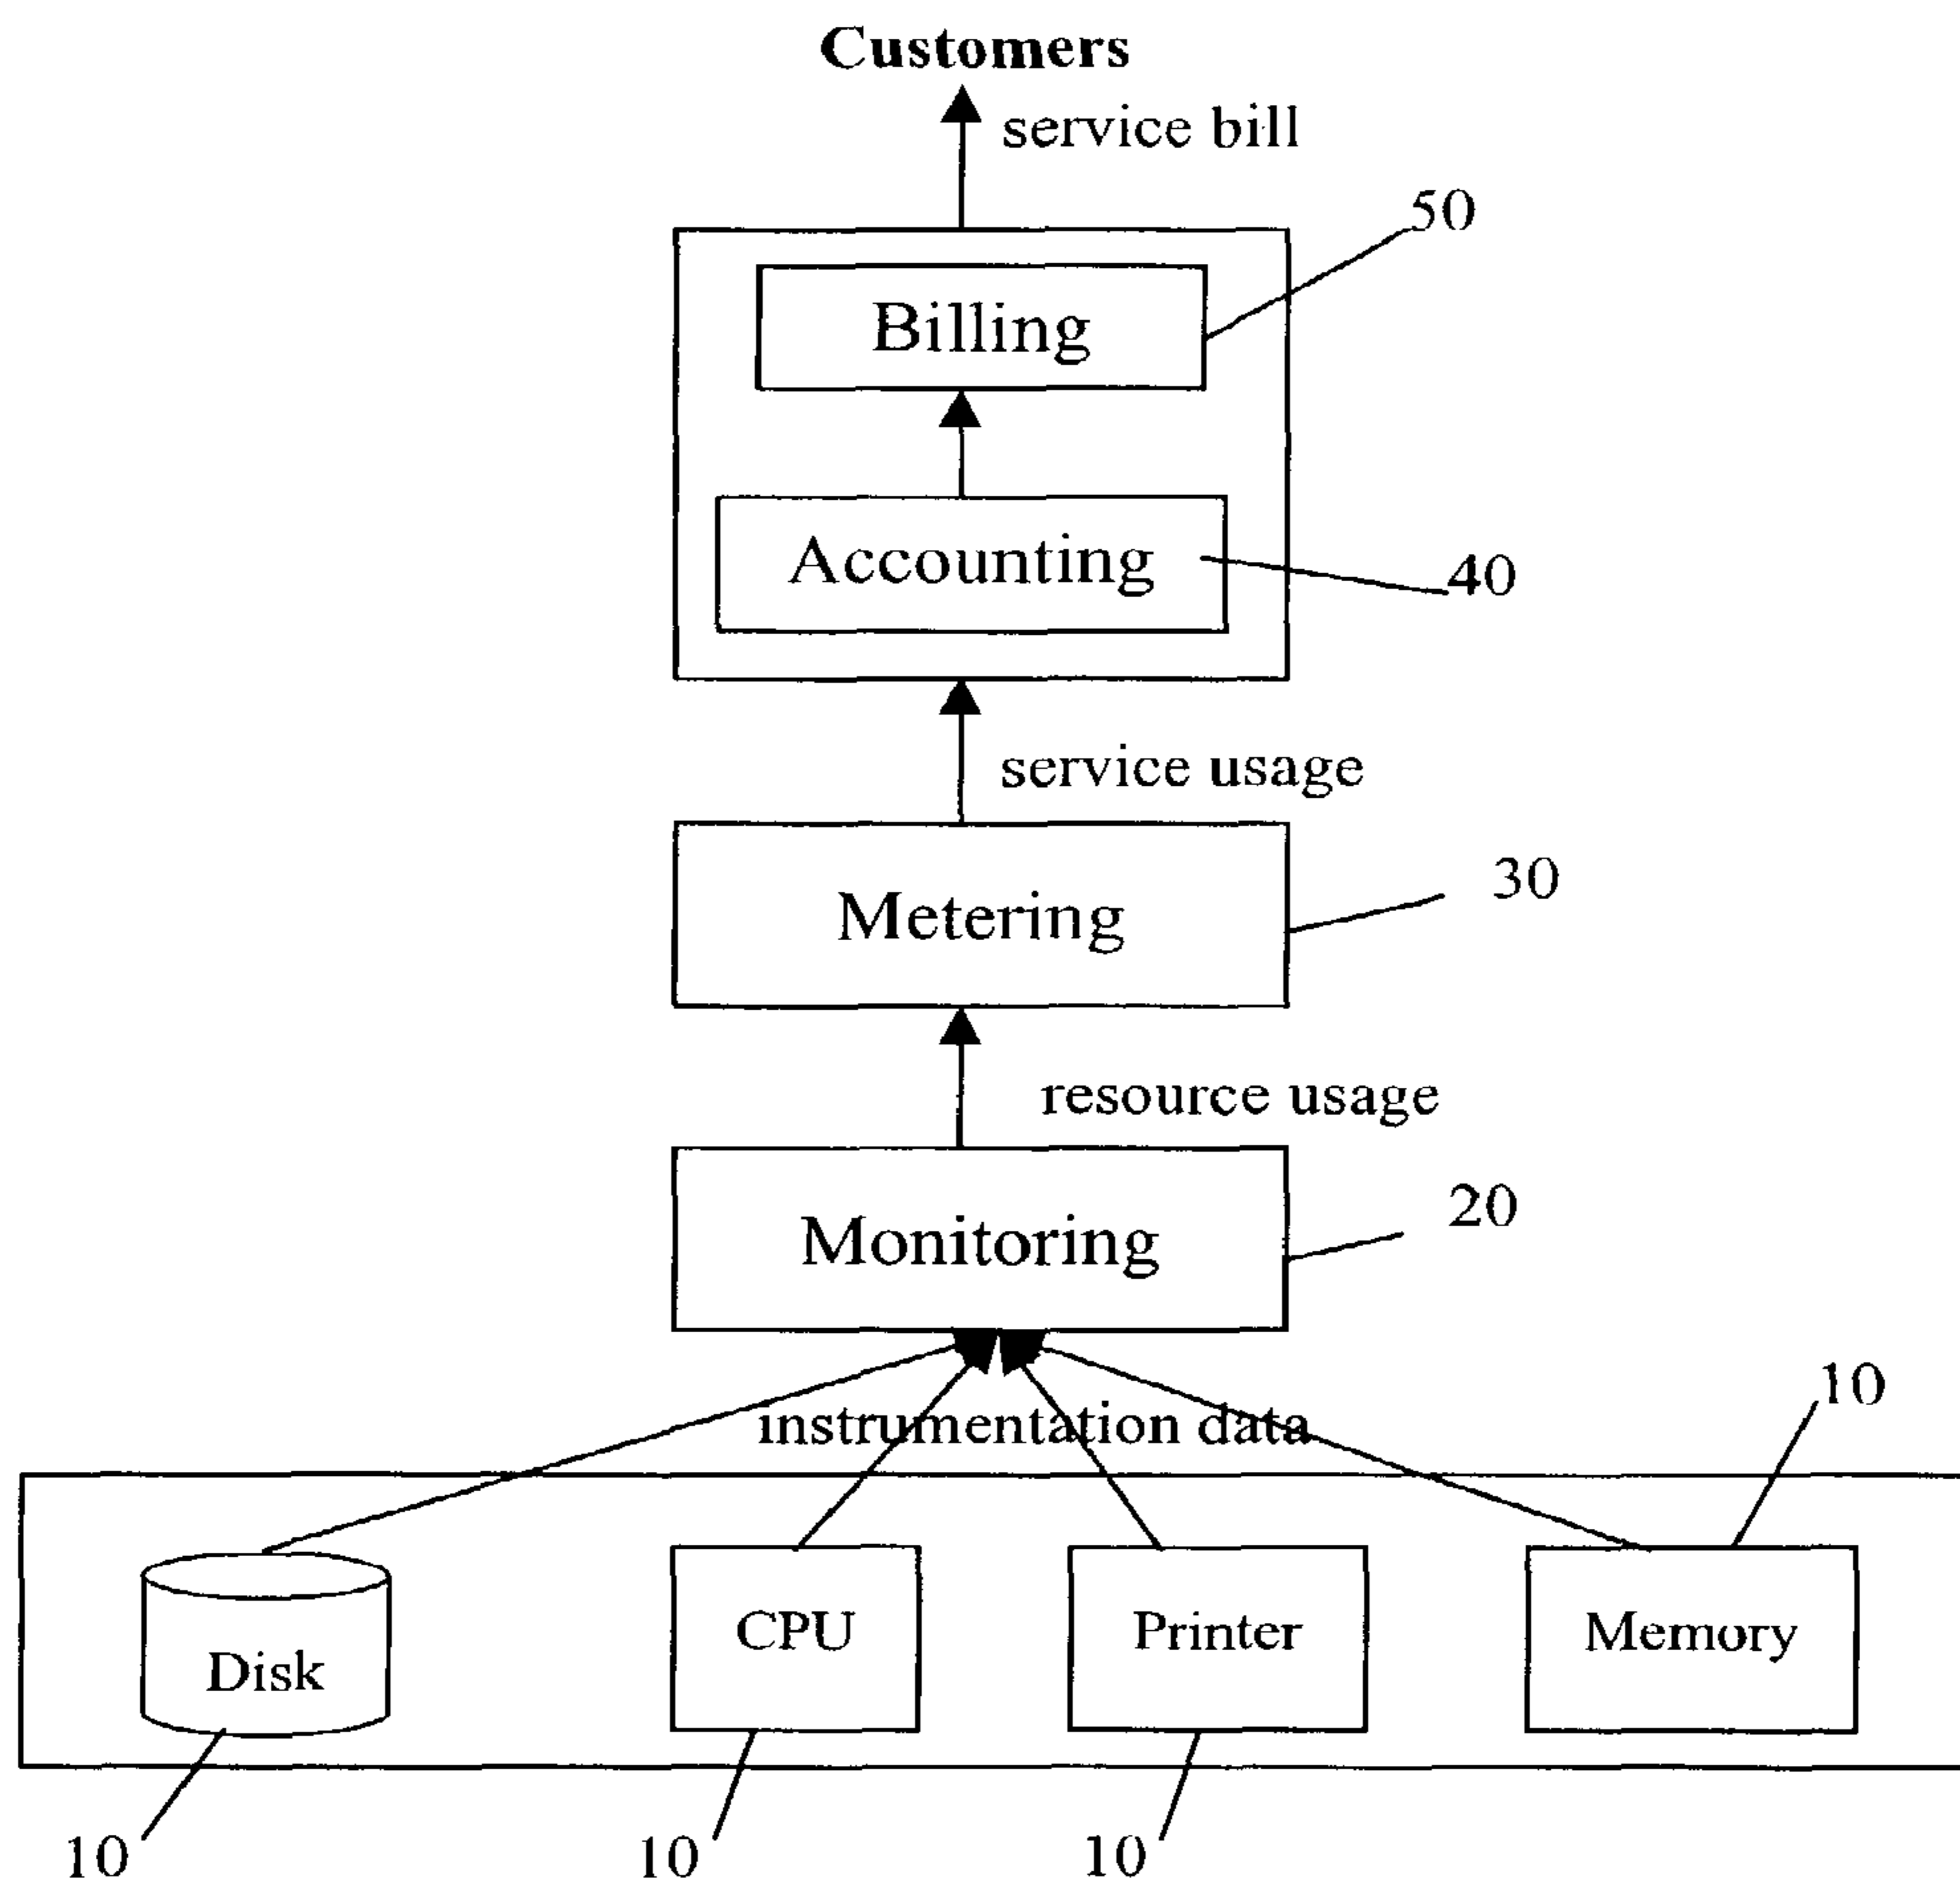 Customers
service bill
50
Billing
Accounting
40
service usage
Metering
30
resource usage
Monitoring
20
instrumentation data
10
Disk
CPU
Printer
Memory
10
10
10